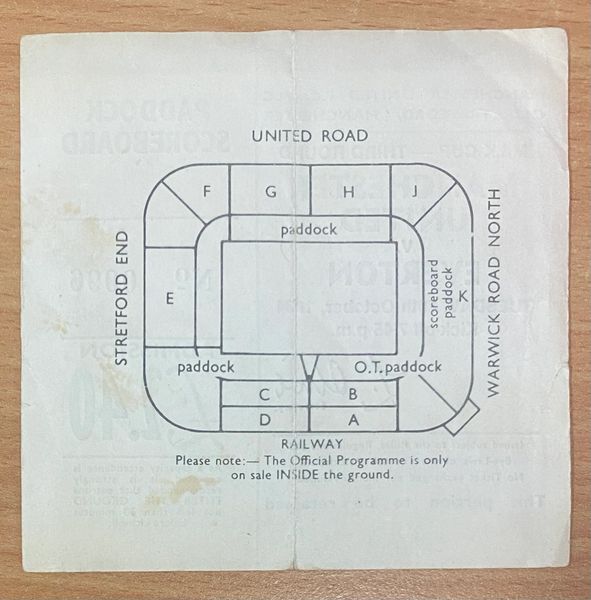 UNITED ROAD
F G H J
paddock
STRETFORD END
E
scoreboard
paddock
K
WARWICK ROAD NORTH
paddock
O.T. paddock
C B
D A
RAILWAY
Please note:— The Official Programme is only
on sale INSIDE the ground.